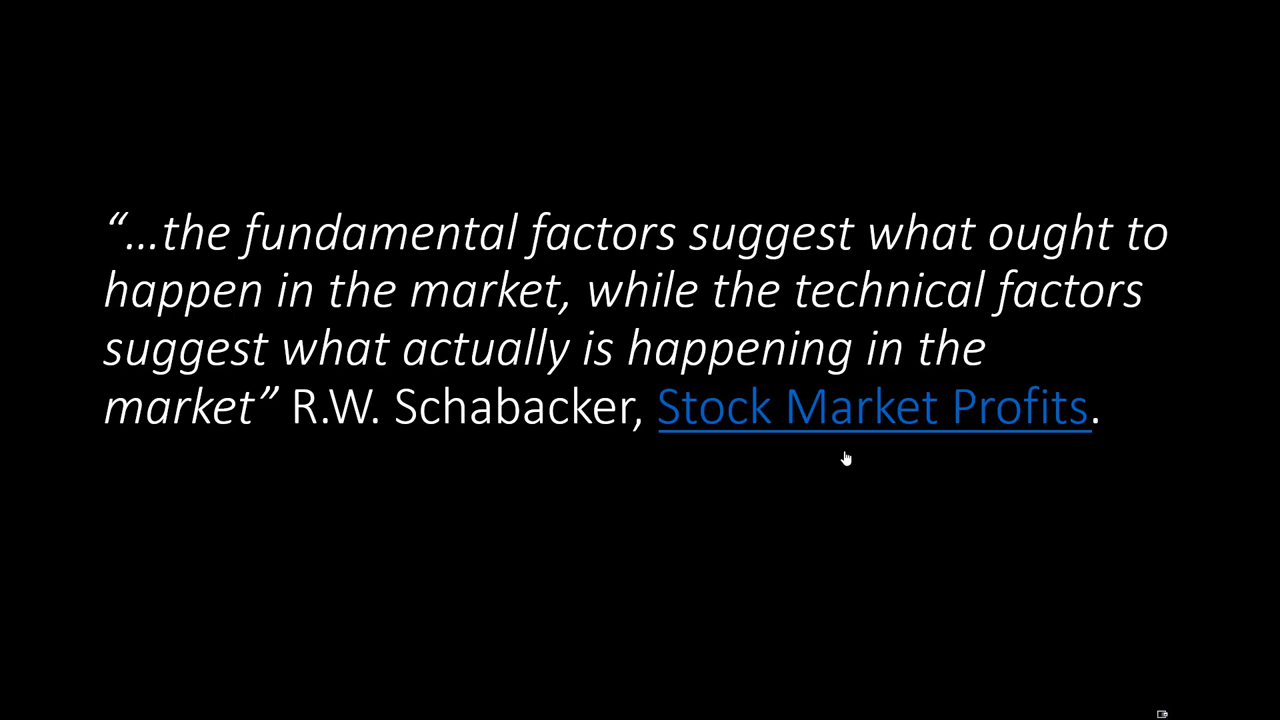 “…the fundamental factors suggest what ought to
happen in the market, while the technical factors
suggest what actually is happening in the
market” R.W. Schabacker, Stock Market Profits.